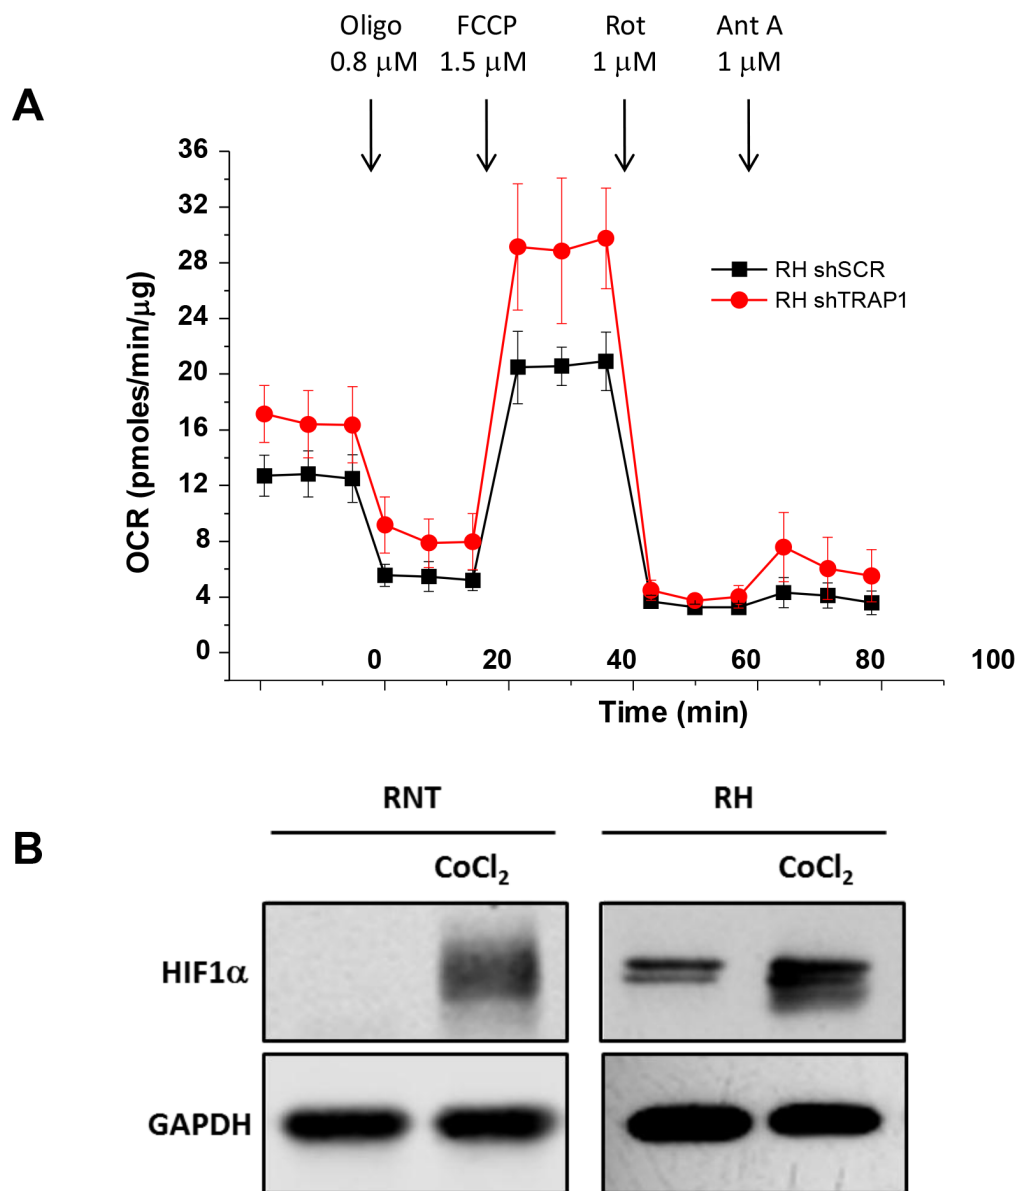 Oligo FCCP Rot Ant A
0.8 μM 1.5 μM 1 μM 1 μM
A
36
32
28
24
20
16
12
8
4
0
OCR (pmoles/min/μg)
RH shSCR
RH shTRAP1
0 20 40 60 80 100
Time (min)
B
RNT RH
CoCl₂ CoCl₂
HIF1α
GAPDH